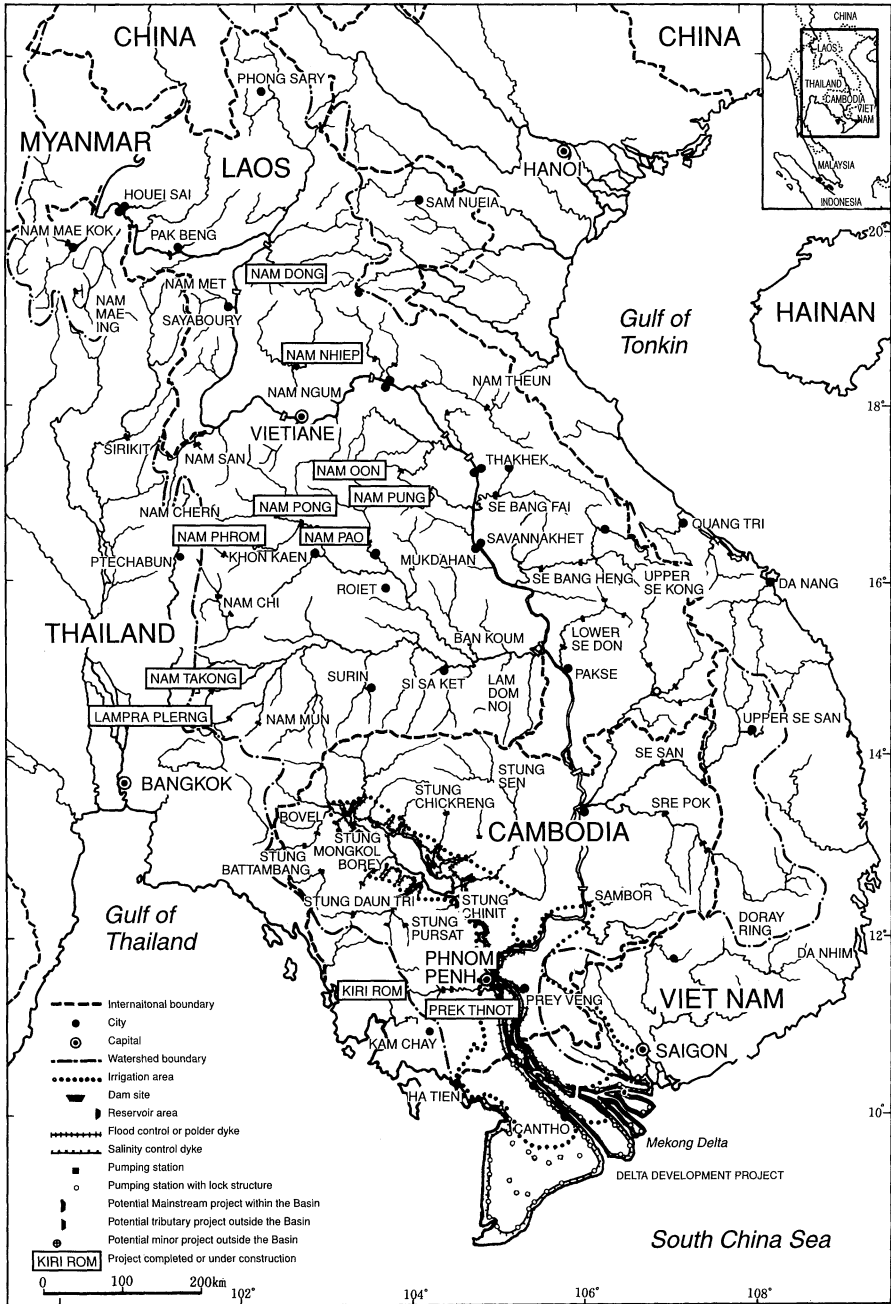 CHINA
CHINA
CHINA
LAOS
THAILAND
CAMBODIA
VIET
NAM
MALAYSIA
INDONESIA
PHONG SARY
MYANMAR
LAOS
HANOI
HOUEI SAI
SAM NUEIA
NAM MAE KOK
PAK BENG
20°
NAM DONG
NAM MET
NAM
MAE
ING
SAYABOURY
HAINAN
Gulf of
Tonkin
NAM NHIEP
NAM THEUN
NAM NGUM
18°
VIETIANE
SIRIKIT
NAM SAN
THAKHEK
NAM OON
NAM PUNG
NAM CHERN
NAM PONG
SE BANG FAI
QUANG TRI
NAM PHROM
NAM PAO
SAVANNAKHET
PTECHABUN
KHON KAEN
MUKDAHAN
SE BANG HENG
UPPER
SE KONG
16°
DA NANG
ROIET
NAM CHI
THAILAND
BAN KOUM
LOWER
SE DON
NAM TAKONG
SURIN
SI SA KET
LAM
DOM
NOI
PAKSE
LAMPRA PLERNG
NAM MUN
UPPER SE SAN
SE SAN
14°
BANGKOK
STUNG
SEN
STUNG
CHICKRENG
SRE POK
BOVEL
CAMBODIA
STUNG
MONGKOL
BOREY
STUNG
BATTAMBANG
STUNG DAUN TRI
STUNG
CHINIT
SAMBOR
Gulf of
Thailand
STUNG
PURSAT
DORAY
RING
12°
DA NHIM
PHNOM
PENH
KIRI ROM
PREY VENG
VIET NAM
PREK THNOT
KAM CHAY
SAIGON
HA TIEN
10°
CANTHO
Mekong Delta
DELTA DEVELOPMENT PROJECT
South China Sea
Internaitonal boundary
City
Capital
Watershed boundary
Irrigation area
Dam site
Reservoir area
Flood control or polder dyke
Salinity control dyke
Pumping station
Pumping station with lock structure
Potential Mainstream project within the Basin
Potential tributary project outside the Basin
Potential minor project outside the Basin
KIRI ROM Project completed or under construction
0 100 200km
102° 104° 106° 108°